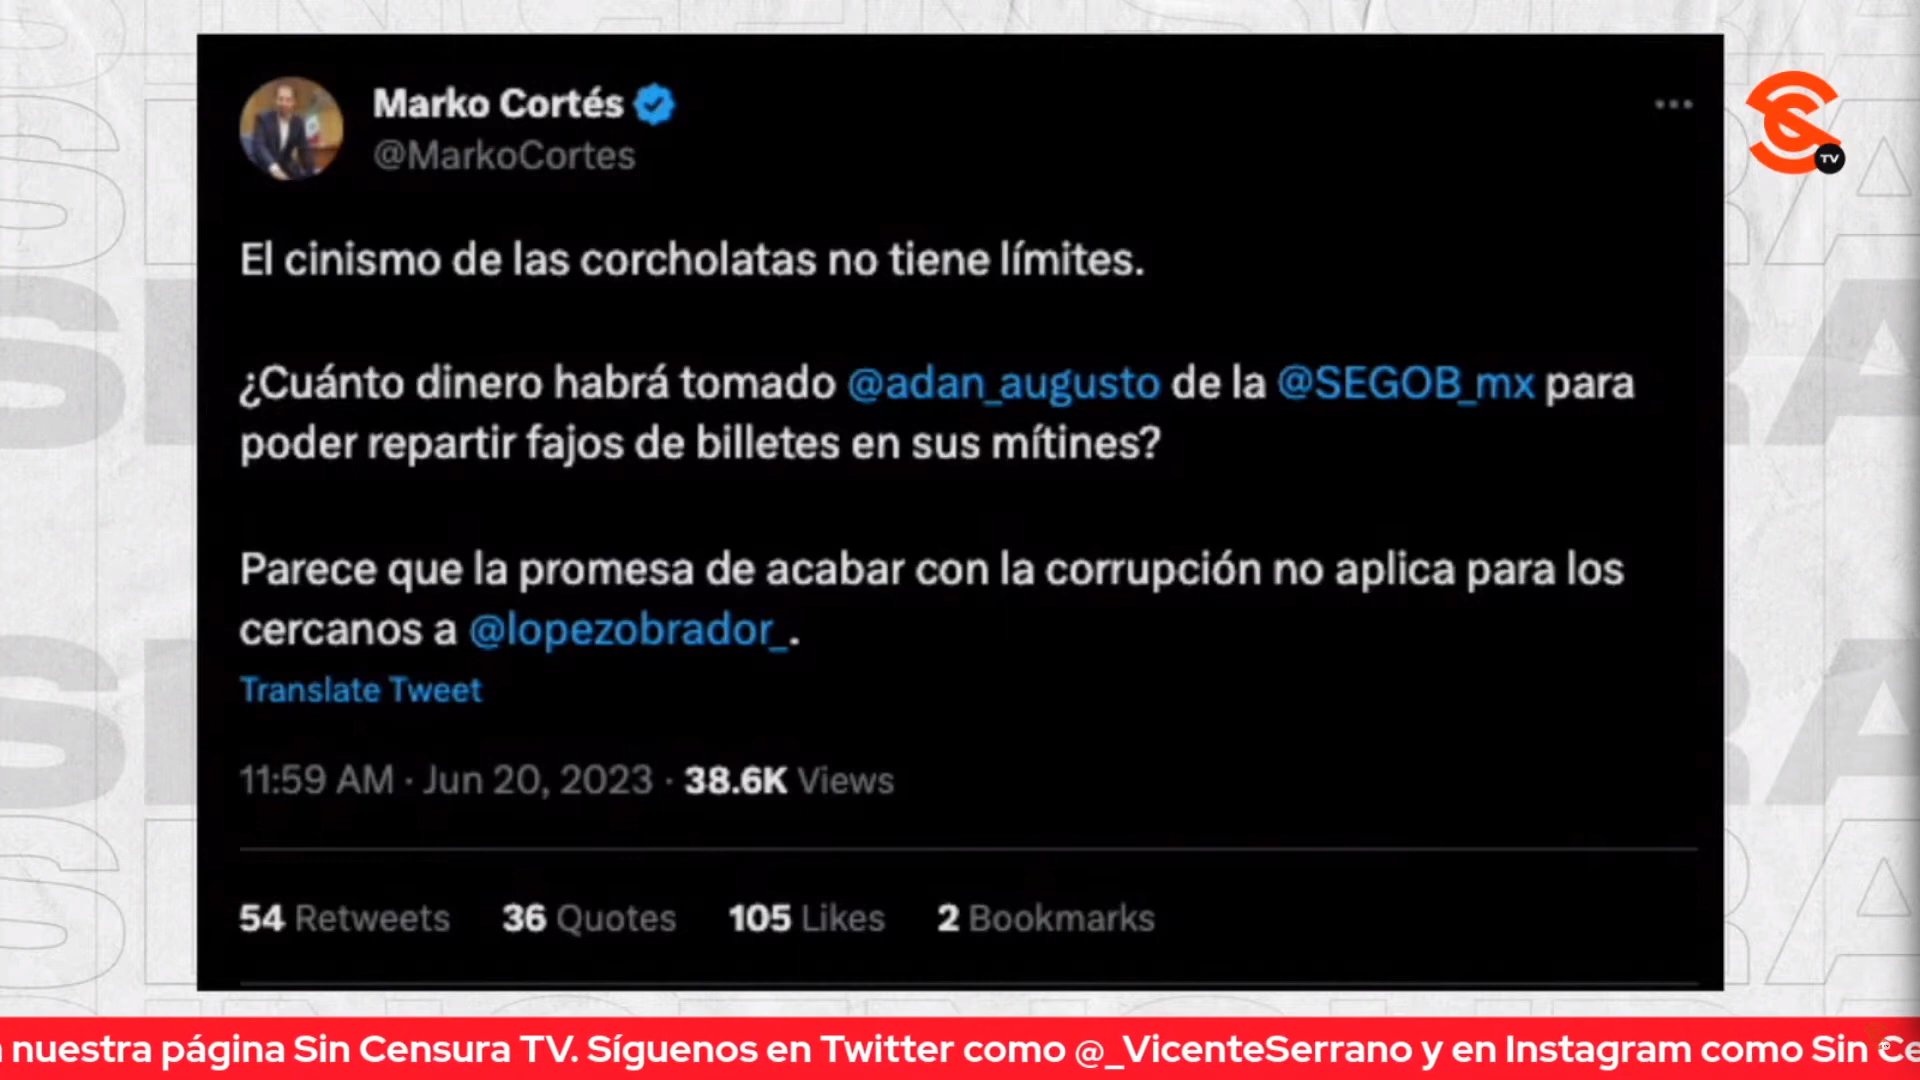 Marko Cortés
@MarkoCortes
TV
El cinismo de las corcholatas no tiene límites.
¿Cuánto dinero habrá tomado @adan_augusto de la @SEGOB_mx para
poder repartir fajos de billetes en sus mítines?
Parece que la promesa de acabar con la corrupción no aplica para los
cercanos a @lopezobrador_.
Translate Tweet
11:59 AM · Jun 20, 2023 · 38.6K Views
54 Retweets 36 Quotes 105 Likes 2 Bookmarks
nuestra página Sin Censura TV. Síguenos en Twitter como @_VicenteSerrano y en Instagram como Sin Ce